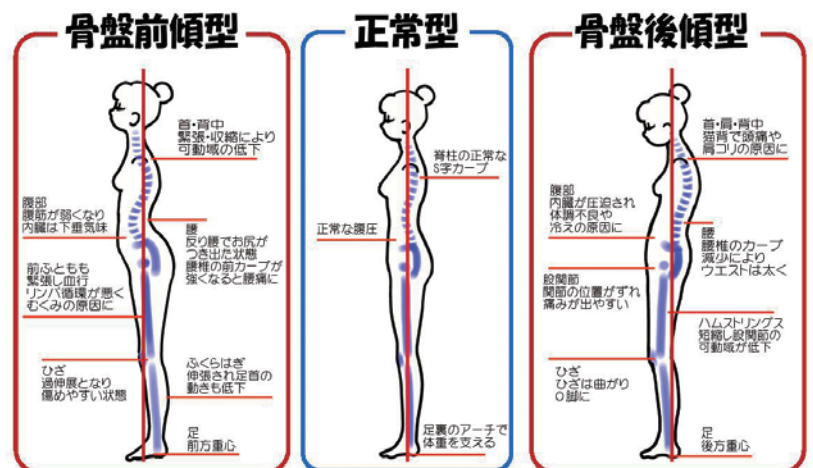 骨盤前傾型
首・背中
緊張・収縮により
可動域の低下
腹部
腹筋が弱くなり
内臓は下垂気味
腰
反り腰でお尻が
つき出た状態
腰椎の前カーブが
強くなると腰痛に
前ふともも
緊張し血行
リンパ循環が悪く
むくみの原因に
ひざ
過伸展となり
傷めやすい状態
ふくらはぎ
伸張され足首の
動きも低下
足
前方重心
正常型
脊柱の正常な
S字カーブ
正常な腹圧
足裏のアーチで
体重を支える
骨盤後傾型
首・肩・背中
猫背で頭痛や
肩コリの原因に
腹部
内臓が圧迫され
体調不良や
冷えの原因に
腰
腰椎のカーブ
減少により
ウエストは太く
股関節
関節の位置がずれ
痛みが出やすい
ハムストリングス
短縮し股関節の
可動域が低下
ひざ
ひざは曲がり
O脚に
足
後方重心